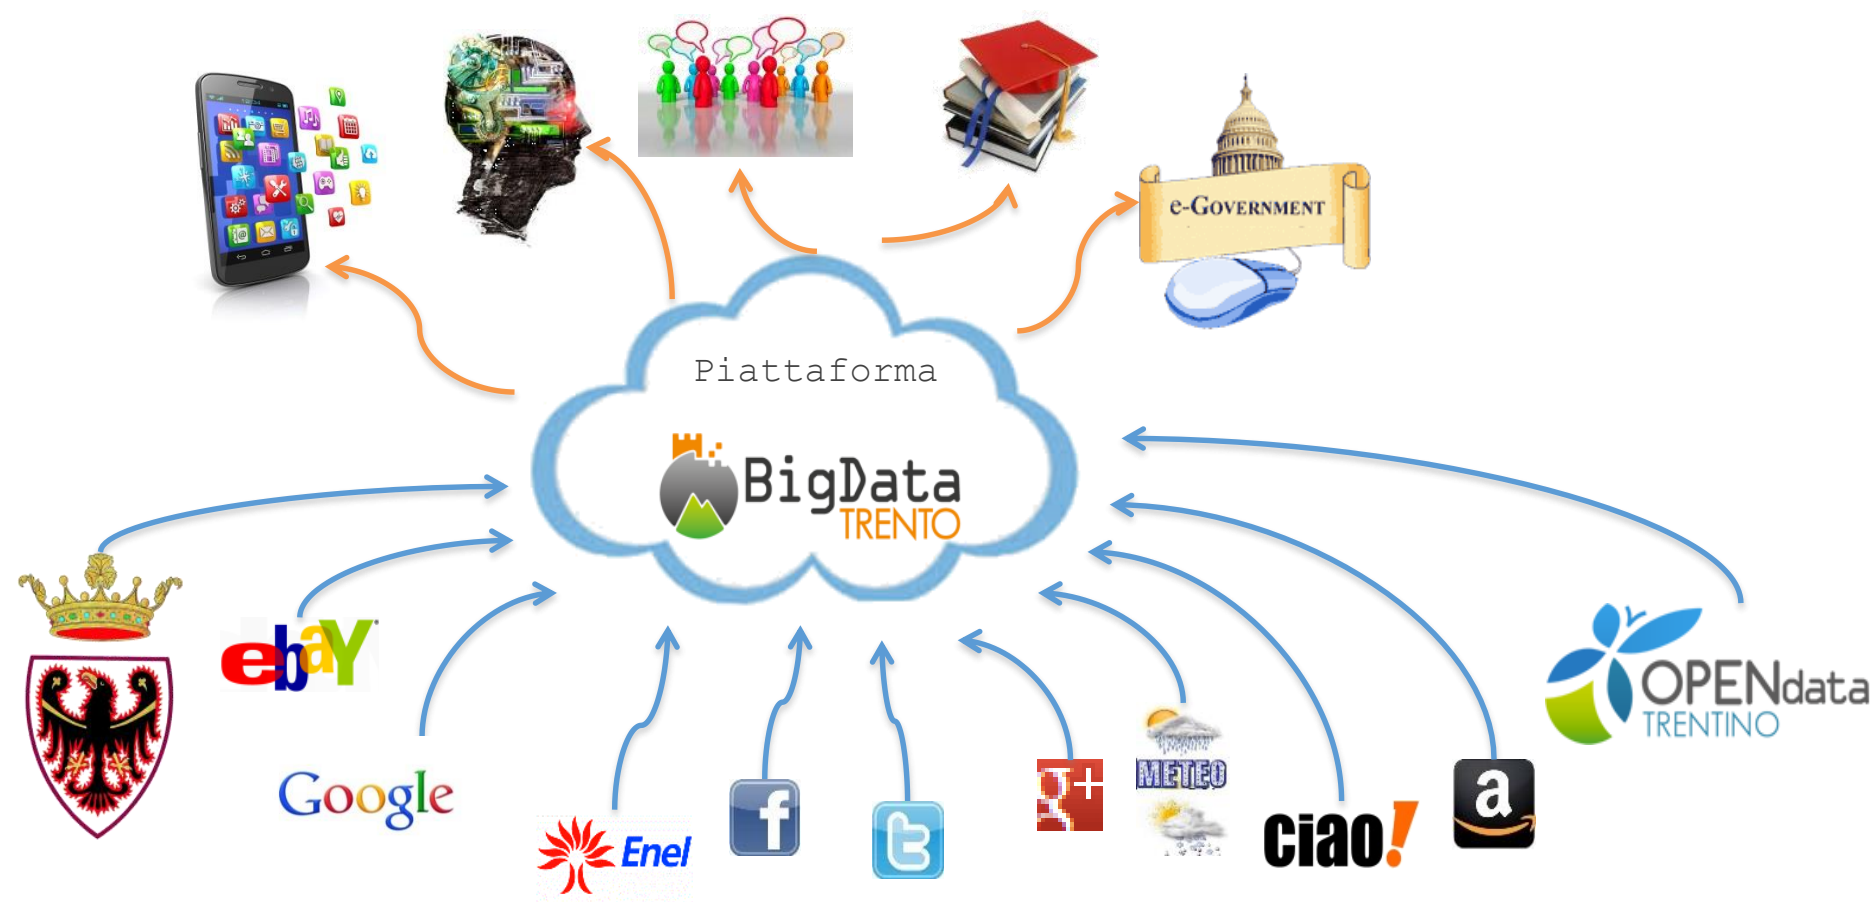 e-GOVERNMENT
Piattaforma
BigData
TRENTO
ebaY
Google
Enel
f
t
g+
METEO
ciao!
a
OPENdata
TRENTINO